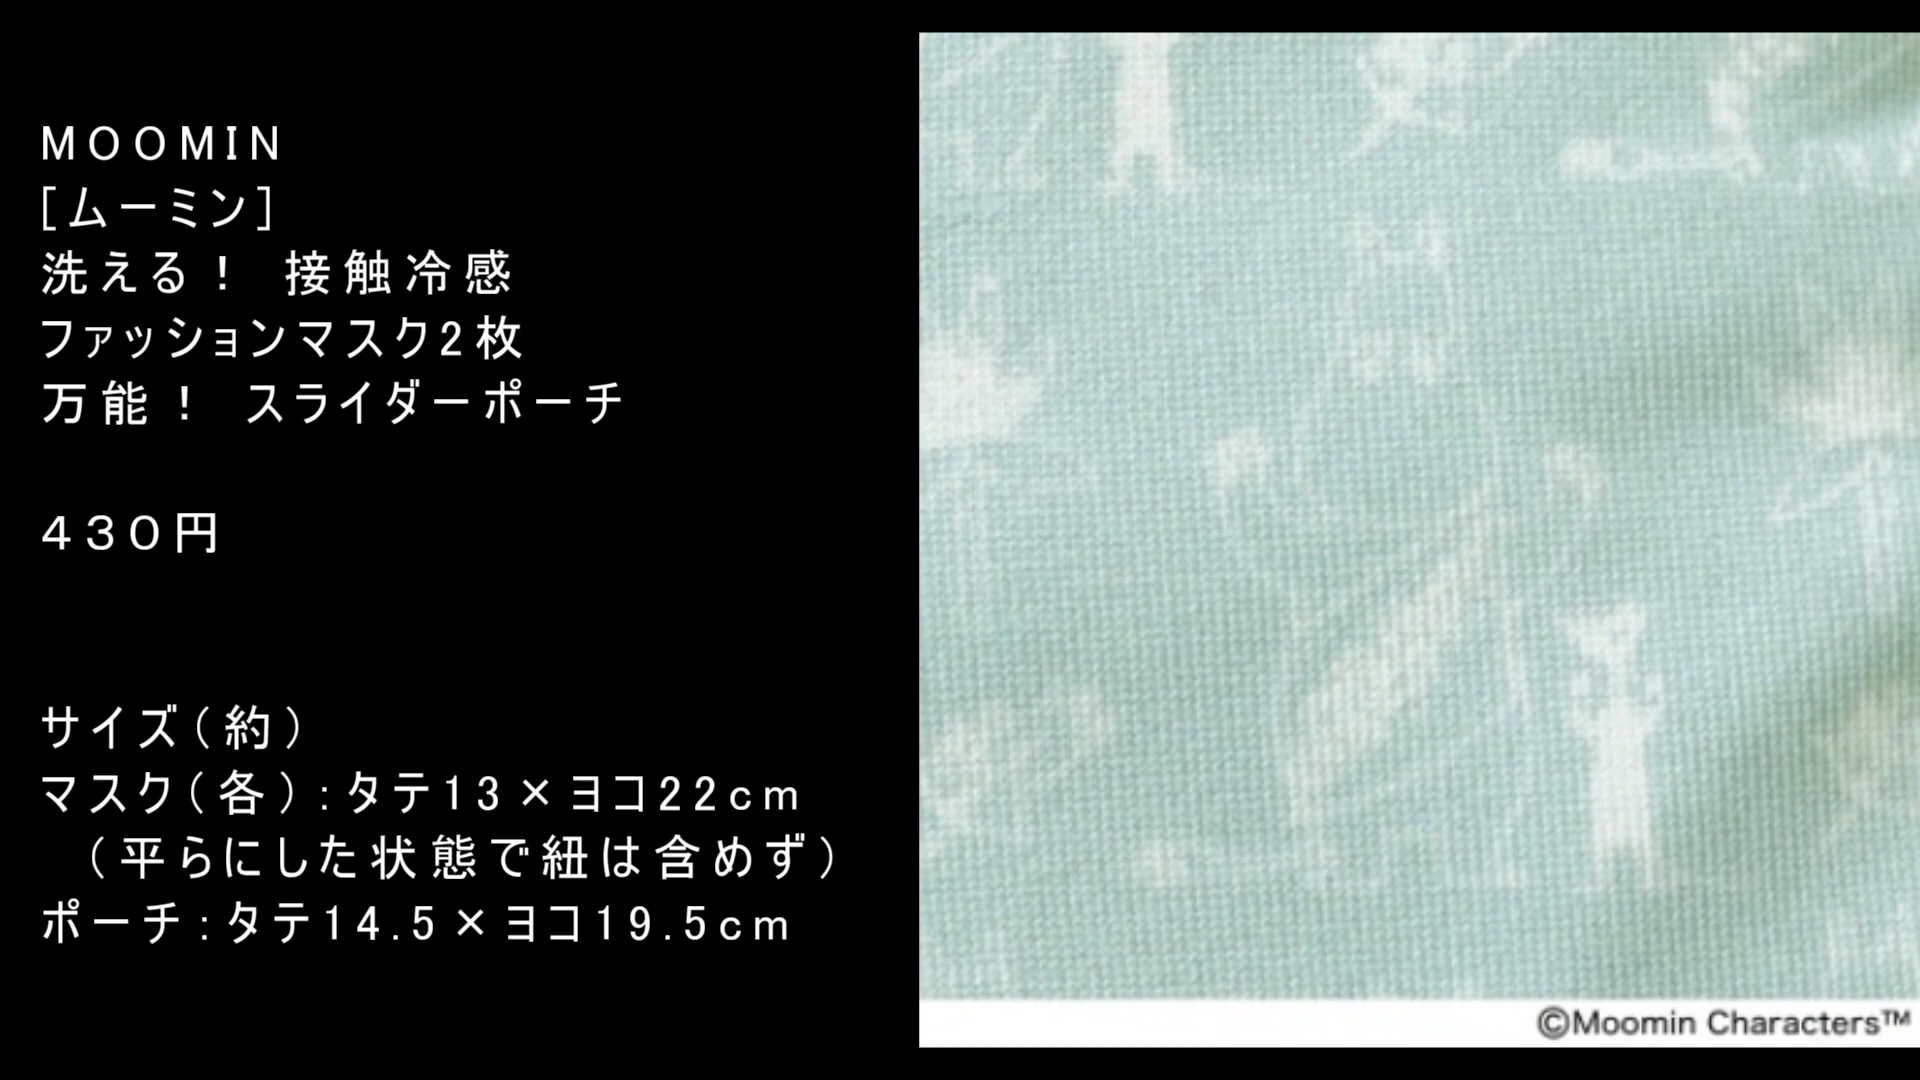 MOOMIN
[ムーミン]
洗える！ 接触冷感
ファッションマスク2枚
万能！ スライダーポーチ
430円
サイズ(約)
マスク(各):タテ13×ヨコ22cm
(平らにした状態で紐は含めず)
ポーチ:タテ14.5×ヨコ19.5cm
©Moomin Characters™